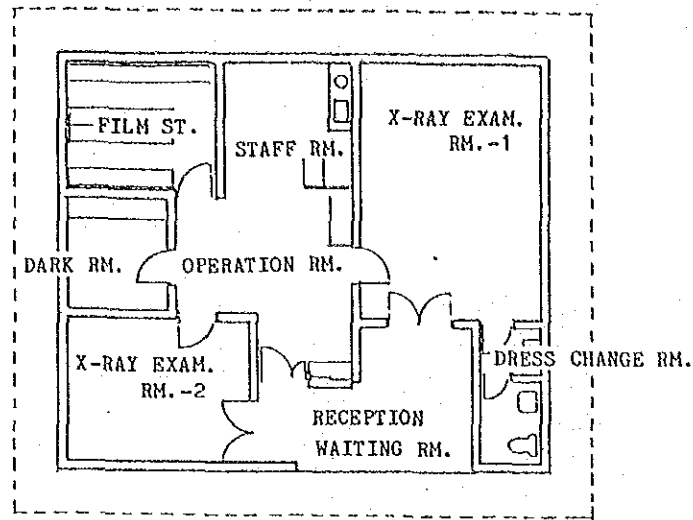 FILM ST.
STAFF RM.
X-RAY EXAM.
RM.-1
DARK RM.
OPERATION RM.
X-RAY EXAM.
RM.-2
DRESS CHANGE RM.
RECEPTION
WAITING RM.